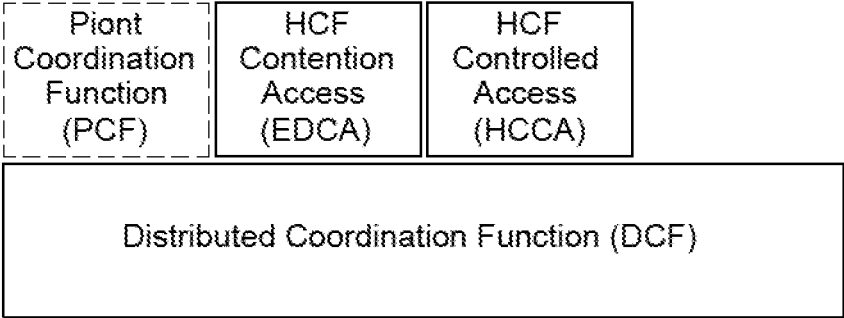 Piont
Coordination
Function
(PCF)
HCF
Contention
Access
(EDCA)
HCF
Controlled
Access
(HCCA)
Distributed Coordination Function (DCF)